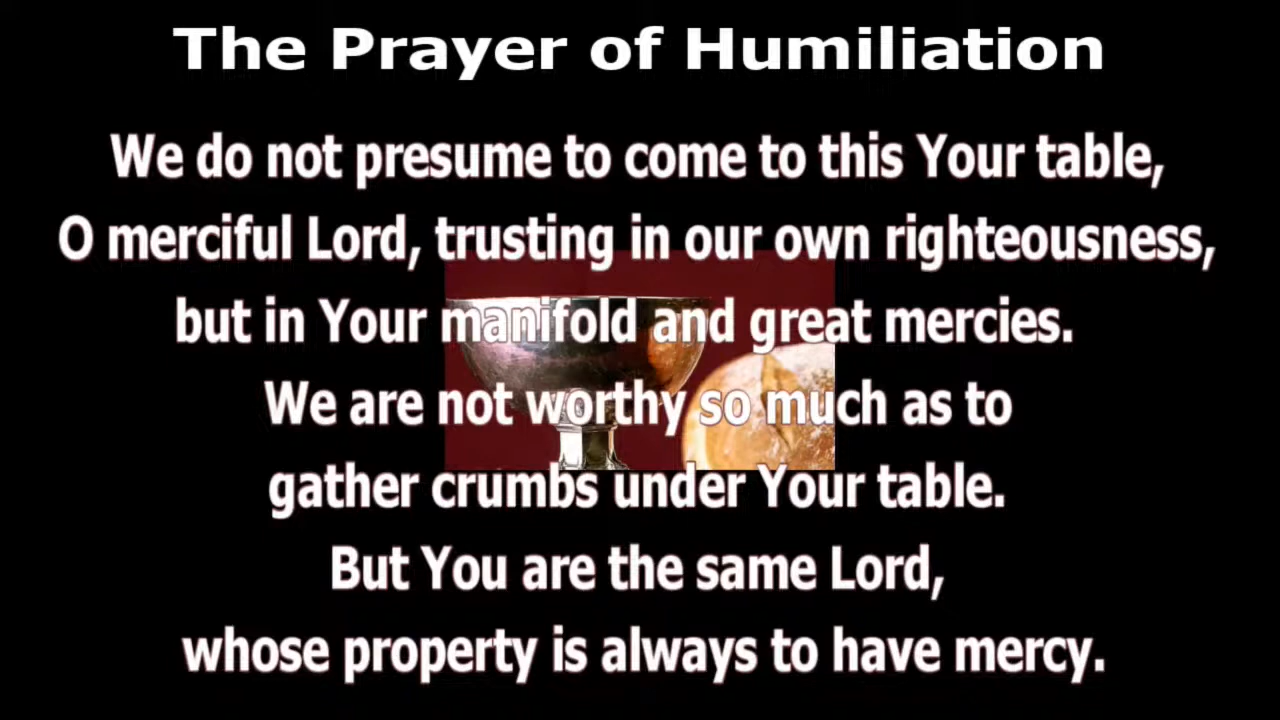 The Prayer of Humiliation
We do not presume to come to this Your table,
O merciful Lord, trusting in our own righteousness,
but in Your manifold and great mercies.
We are not worthy so much as to
gather crumbs under Your table.
But You are the same Lord,
whose property is always to have mercy.